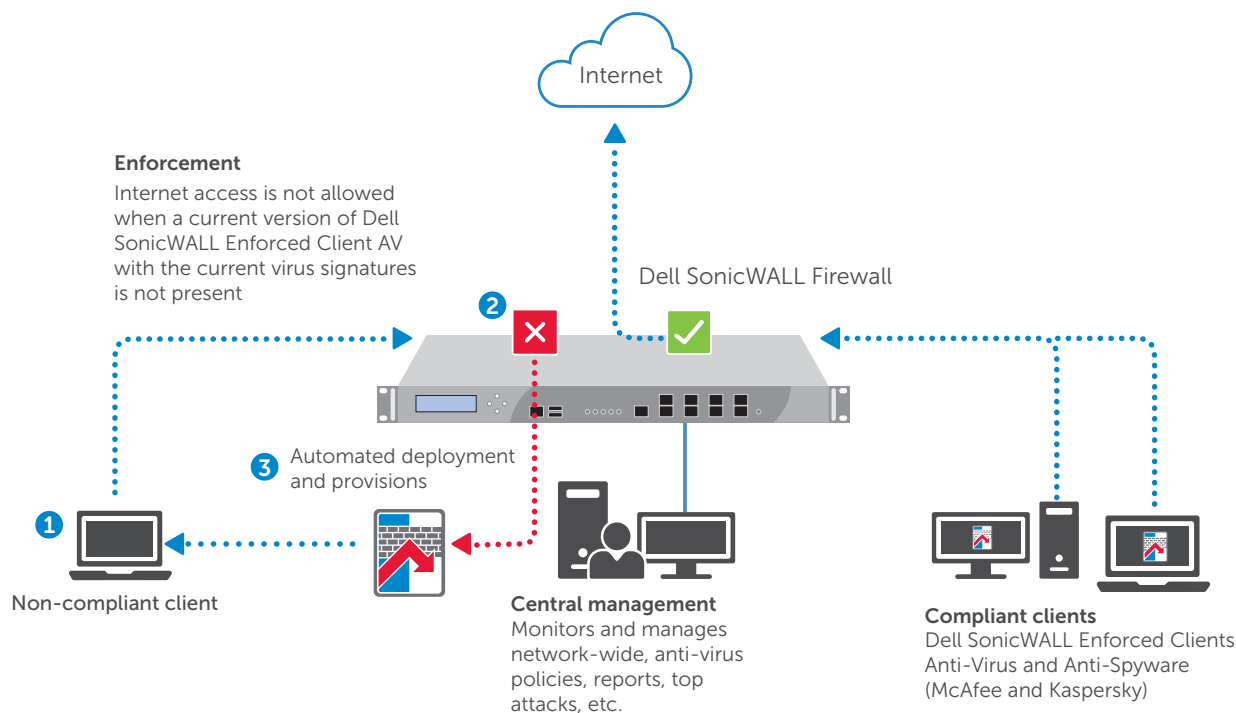 Internet
Enforcement
Internet access is not allowed
when a current version of Dell
SonicWALL Enforced Client AV
with the current virus signatures
is not present
Dell SonicWALL Firewall
2
3
Automated deployment
and provisions
1
Non-compliant client
Central management
Monitors and manages
network-wide, anti-virus
policies, reports, top
attacks, etc.
Compliant clients
Dell SonicWALL Enforced Clients
Anti-Virus and Anti-Spyware
(McAfee and Kaspersky)